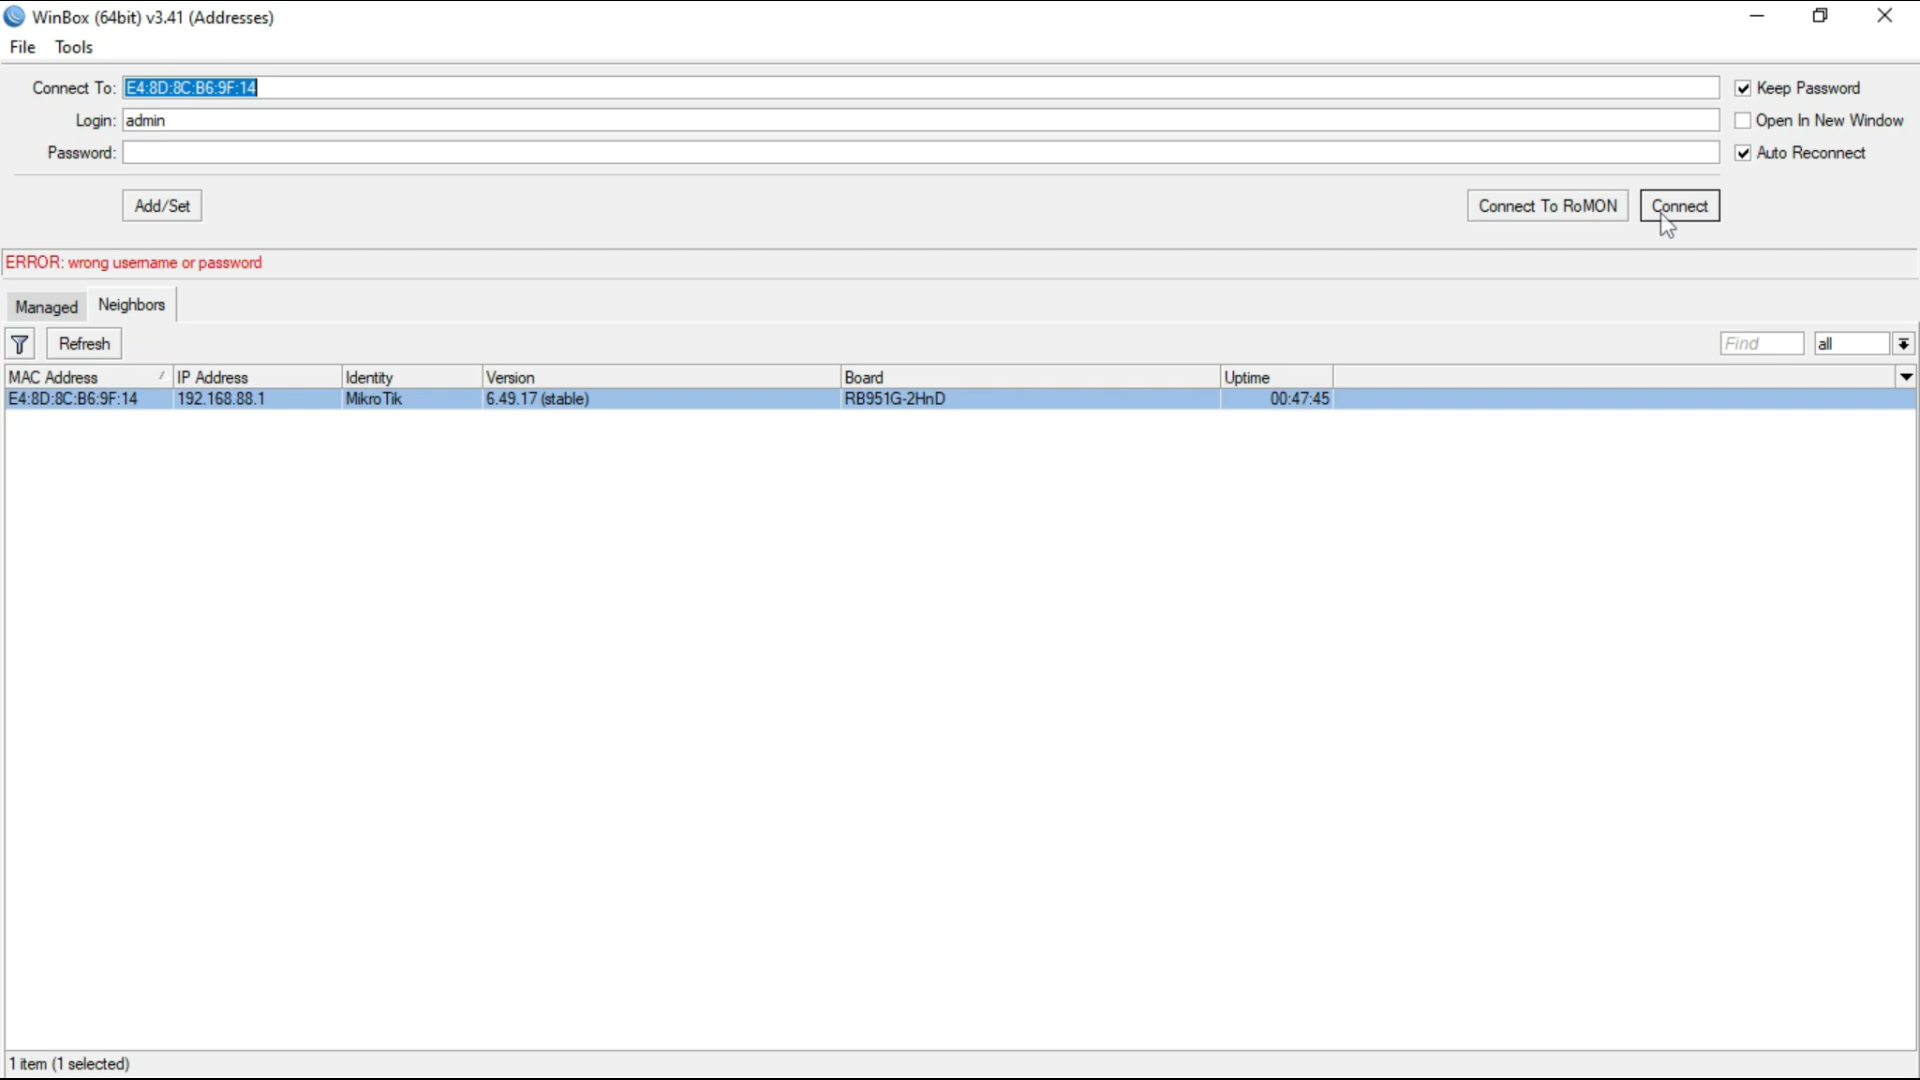 WinBox (64bit) v3.41 (Addresses)
File Tools
Connect To: E4:8D:8C:B6:9F:14 Keep Password
Login: admin Open In New Window
Password: Auto Reconnect
Add/Set Connect To RoMON Connect
ERROR: wrong username or password
Managed Neighbors
Refresh Find all
MAC Address / IP Address Identity Version Board Uptime
E4:8D:8C:B6:9F:14 192.168.88.1 MikroTik 6.49.17 (stable) RB951G-2HnD 00:47:45
1 item (1 selected)